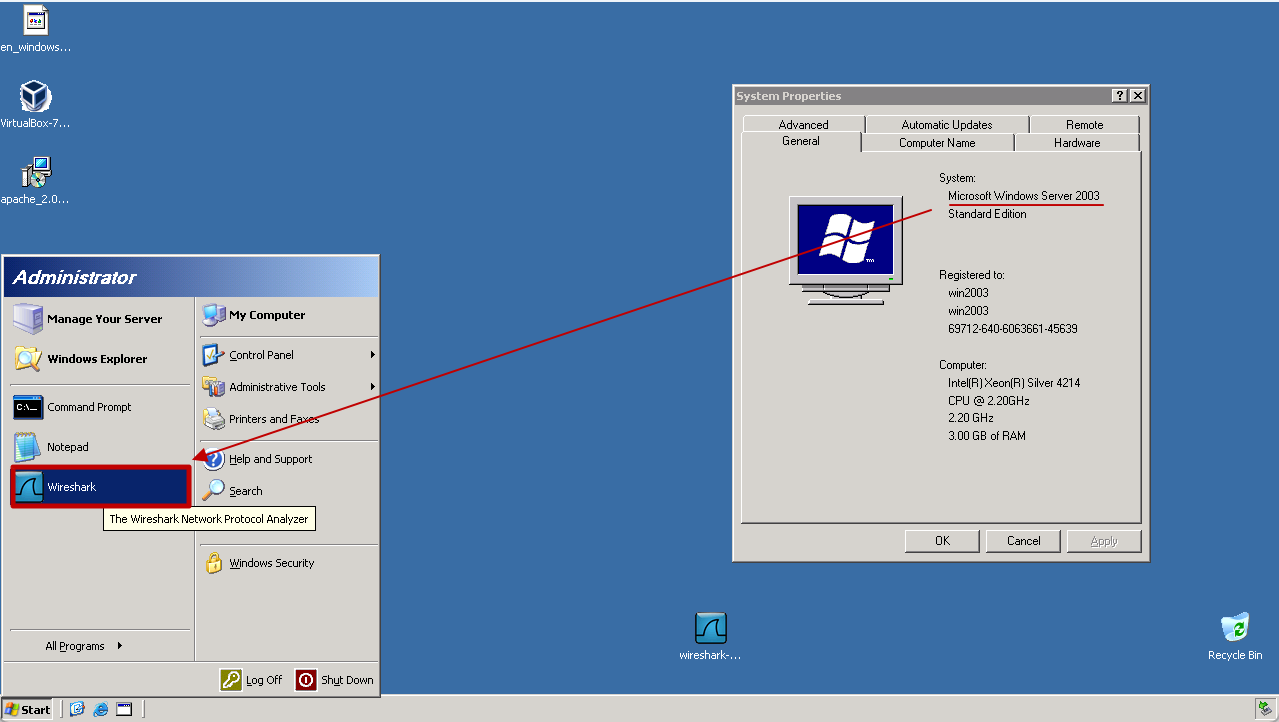 en_windows...
VirtualBox-7...
apache_2.0...
System Properties
Advanced
Automatic Updates
Remote
General
Computer Name
Hardware
System:
Microsoft Windows Server 2003
Standard Edition
Registered to:
win2003
win2003
69712-640-6063661-45639
Computer:
Intel(R) Xeon(R) Silver 4214
CPU @ 2.20GHz
2.20 GHz
3.00 GB of RAM
OK
Cancel
Apply
Administrator
Manage Your Server
Windows Explorer
C:\_
Command Prompt
Notepad
Wireshark
The Wireshark Network Protocol Analyzer
All Programs
My Computer
Control Panel
Administrative Tools
Printers and Faxes
Help and Support
Search
Windows Security
Log Off
Shut Down
wireshark-...
Recycle Bin
Start